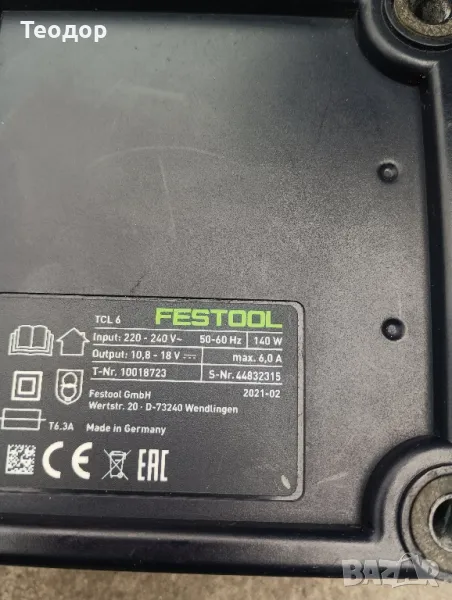 Теодор
TCL 6 FESTOOL
Input: 220 - 240 V~ 50-60 Hz 140 W
Output: 10,8 - 18 V max. 6,0 A
T-Nr. 10018723 S-Nr. 44832315
Festool GmbH 2021-02
Wertstr. 20 · D-73240 Wendlingen
T6.3A Made in Germany
CE EAC
BAZAR